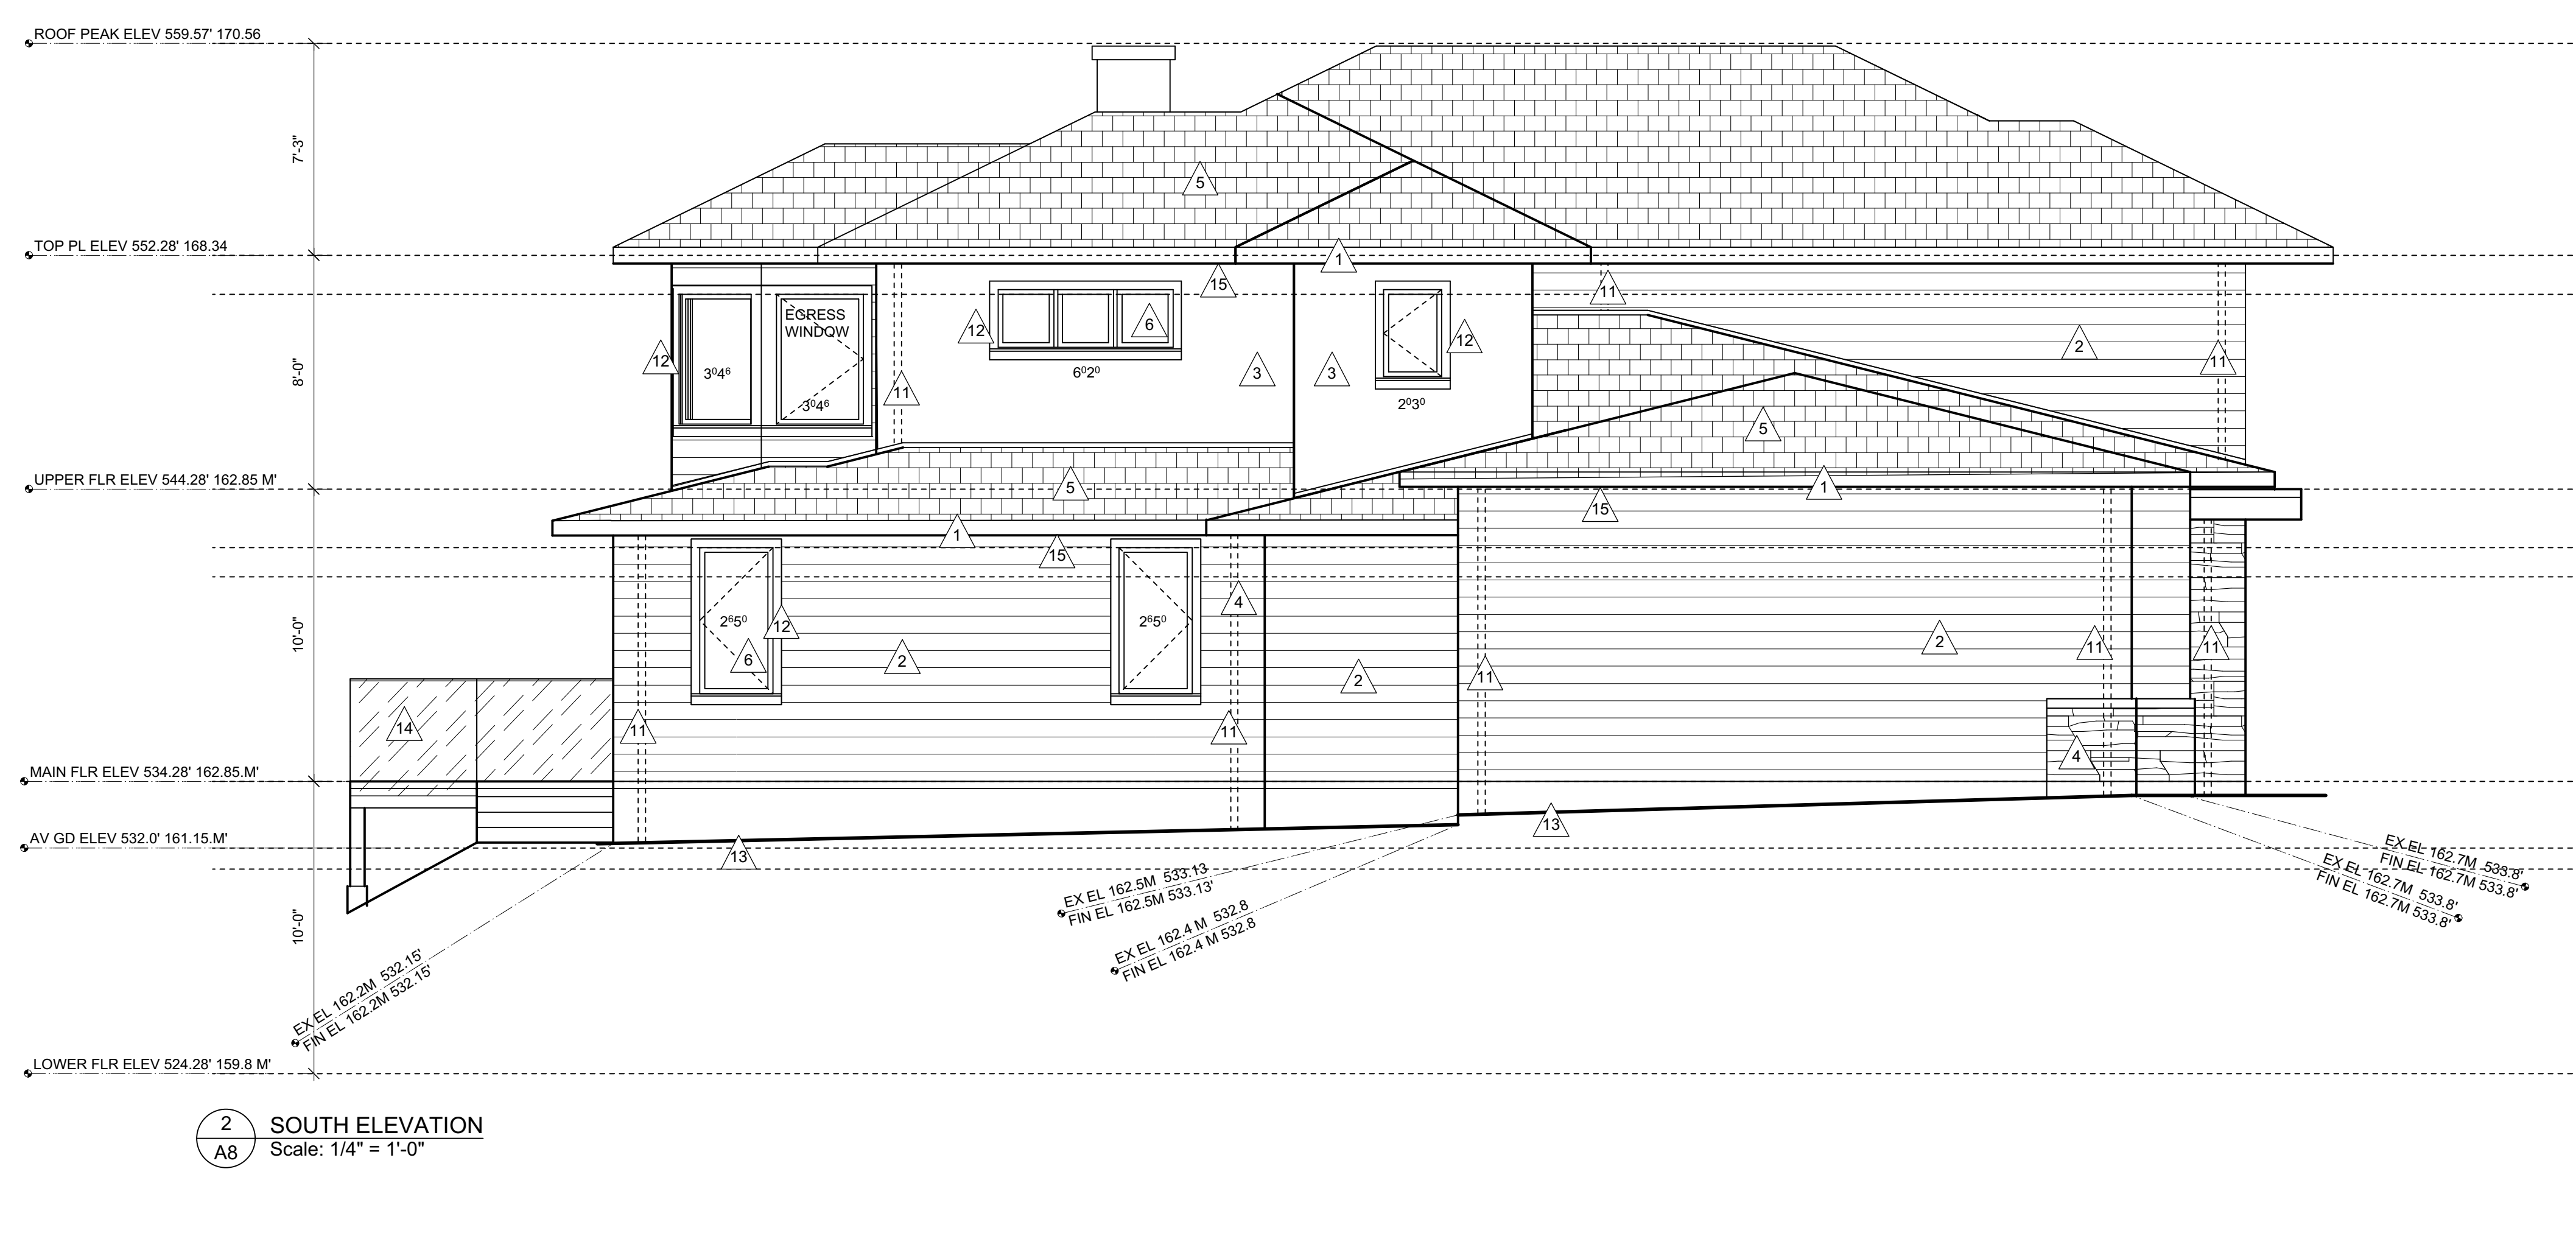 ROOF PEAK ELEV 559.57' 170.56
7'-3"
5
TOP PL ELEV 552.28' 168.34
1
15
11
EGRESS
WINDOW
12
6
12
2
12
11
3⁰4⁶
6⁰2⁰
3
3
8'-0"
11
3⁰4⁶
2⁰3⁰
5
UPPER FLR ELEV 544.28' 162.85 M'
5
1
15
1
15
4
2⁶5⁰
12
2⁶5⁰
10'-0"
6
2
2
11
11
11
2
14
11
11
4
MAIN FLR ELEV 534.28' 162.85.M'
13
AV GD ELEV 532.0' 161.15.M'
13
EX EL 162.5M 533.13
FIN EL 162.5M 533.13'
EX EL 162.7M 533.8'
FIN EL 162.7M 533.8'
EX EL 162.7M 533.8'
FIN EL 162.7M 533.8'
10'-0"
EX EL 162.4 M 532.8
FIN EL 162.4 M 532.8
EX EL 162.2M 532.15'
FIN EL 162.2M 532.15'
LOWER FLR ELEV 524.28' 159.8 M'
2
A8
SOUTH ELEVATION
Scale: 1/4" = 1'-0"